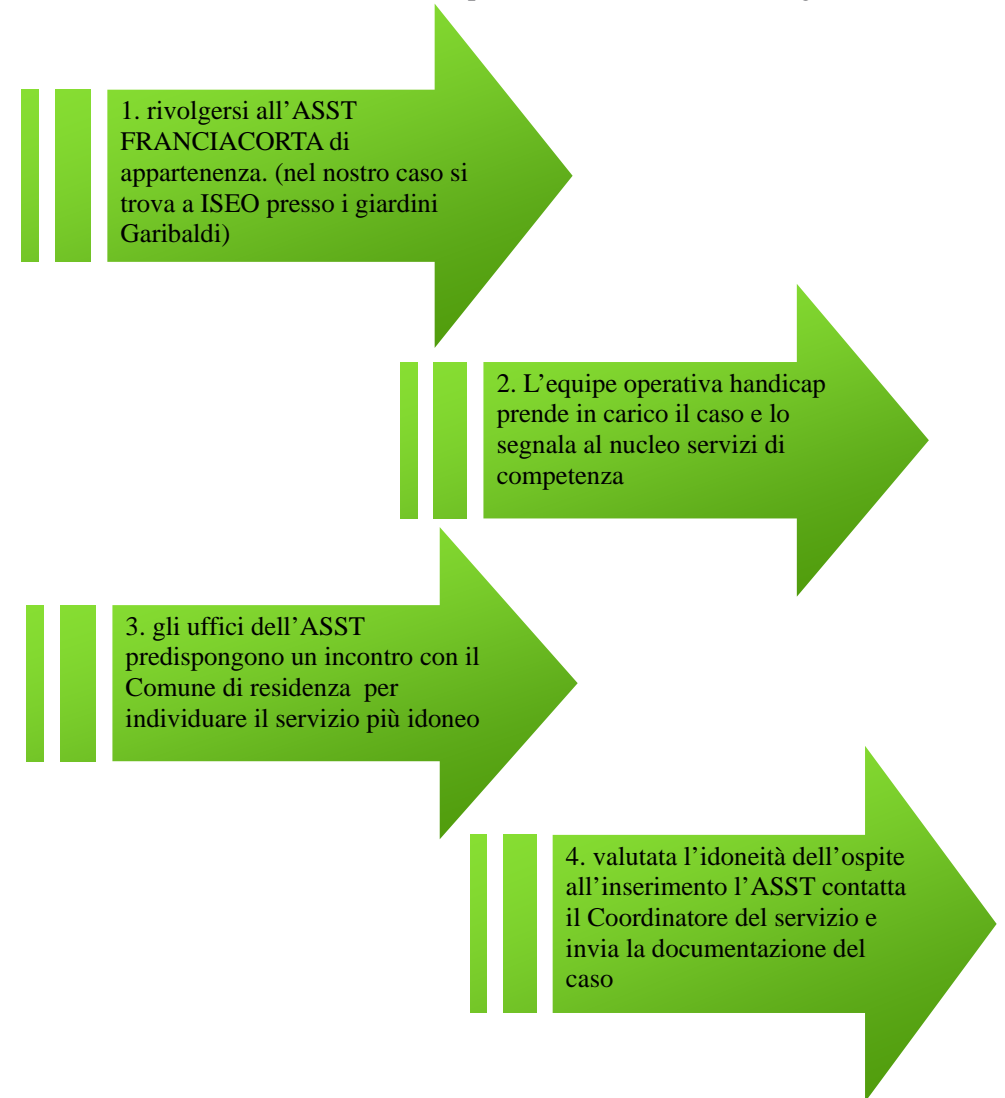 1. rivolgersi all’ASST
FRANCIACORTA di
appartenenza. (nel nostro caso si
trova a ISEO presso i giardini
Garibaldi)
2. L’equipe operativa handicap
prende in carico il caso e lo
segnala al nucleo servizi di
competenza
3. gli uffici dell’ASST
predispongono un incontro con il
Comune di residenza per
individuare il servizio più idoneo
4. valutata l’idoneità dell’ospite
all’inserimento l’ASST contatta
il Coordinatore del servizio e
invia la documentazione del
caso